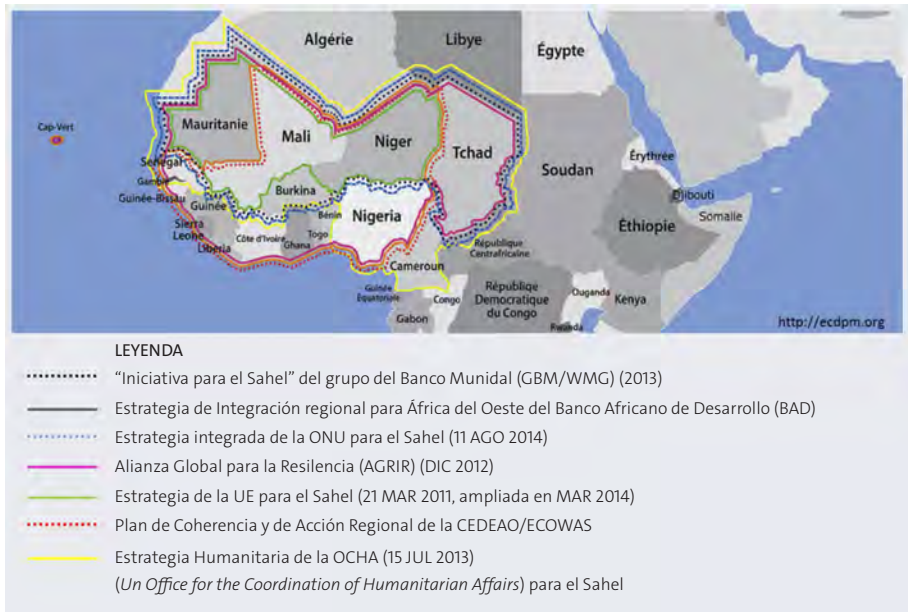 Algérie
Libye
Égypte
Cap-Vert
Mauritanie
Mali
Niger
Tchad
Soudan
Érythrée
Sénégal
Gambie
Guinée-Bissau
Guinée
Burkina
Bénin
Nigeria
Djibouti
Somalie
Sierra
Leone
Liberia
Côte d'Ivoire
Ghana
Togo
Éthiopie
République
Centrafricaine
Cameroun
Guinée
Équatoriale
Congo
Gabon
République
Démocratique
du Congo
Ouganda
Kenya
Rwanda
http://ecdpm.org
LEYENDA
“Iniciativa para el Sahel” del grupo del Banco Munidal (GBM/WMG) (2013)
Estrategia de Integración regional para África del Oeste del Banco Africano de Desarrollo (BAD)
Estrategia integrada de la ONU para el Sahel (11 AGO 2014)
Alianza Global para la Resilencia (AGRIR) (DIC 2012)
Estrategia de la UE para el Sahel (21 MAR 2011, ampliada en MAR 2014)
Plan de Coherencia y de Acción Regional de la CEDEAO/ECOWAS
Estrategia Humanitaria de la OCHA (15 JUL 2013)
(Un Office for the Coordination of Humanitarian Affairs) para el Sahel